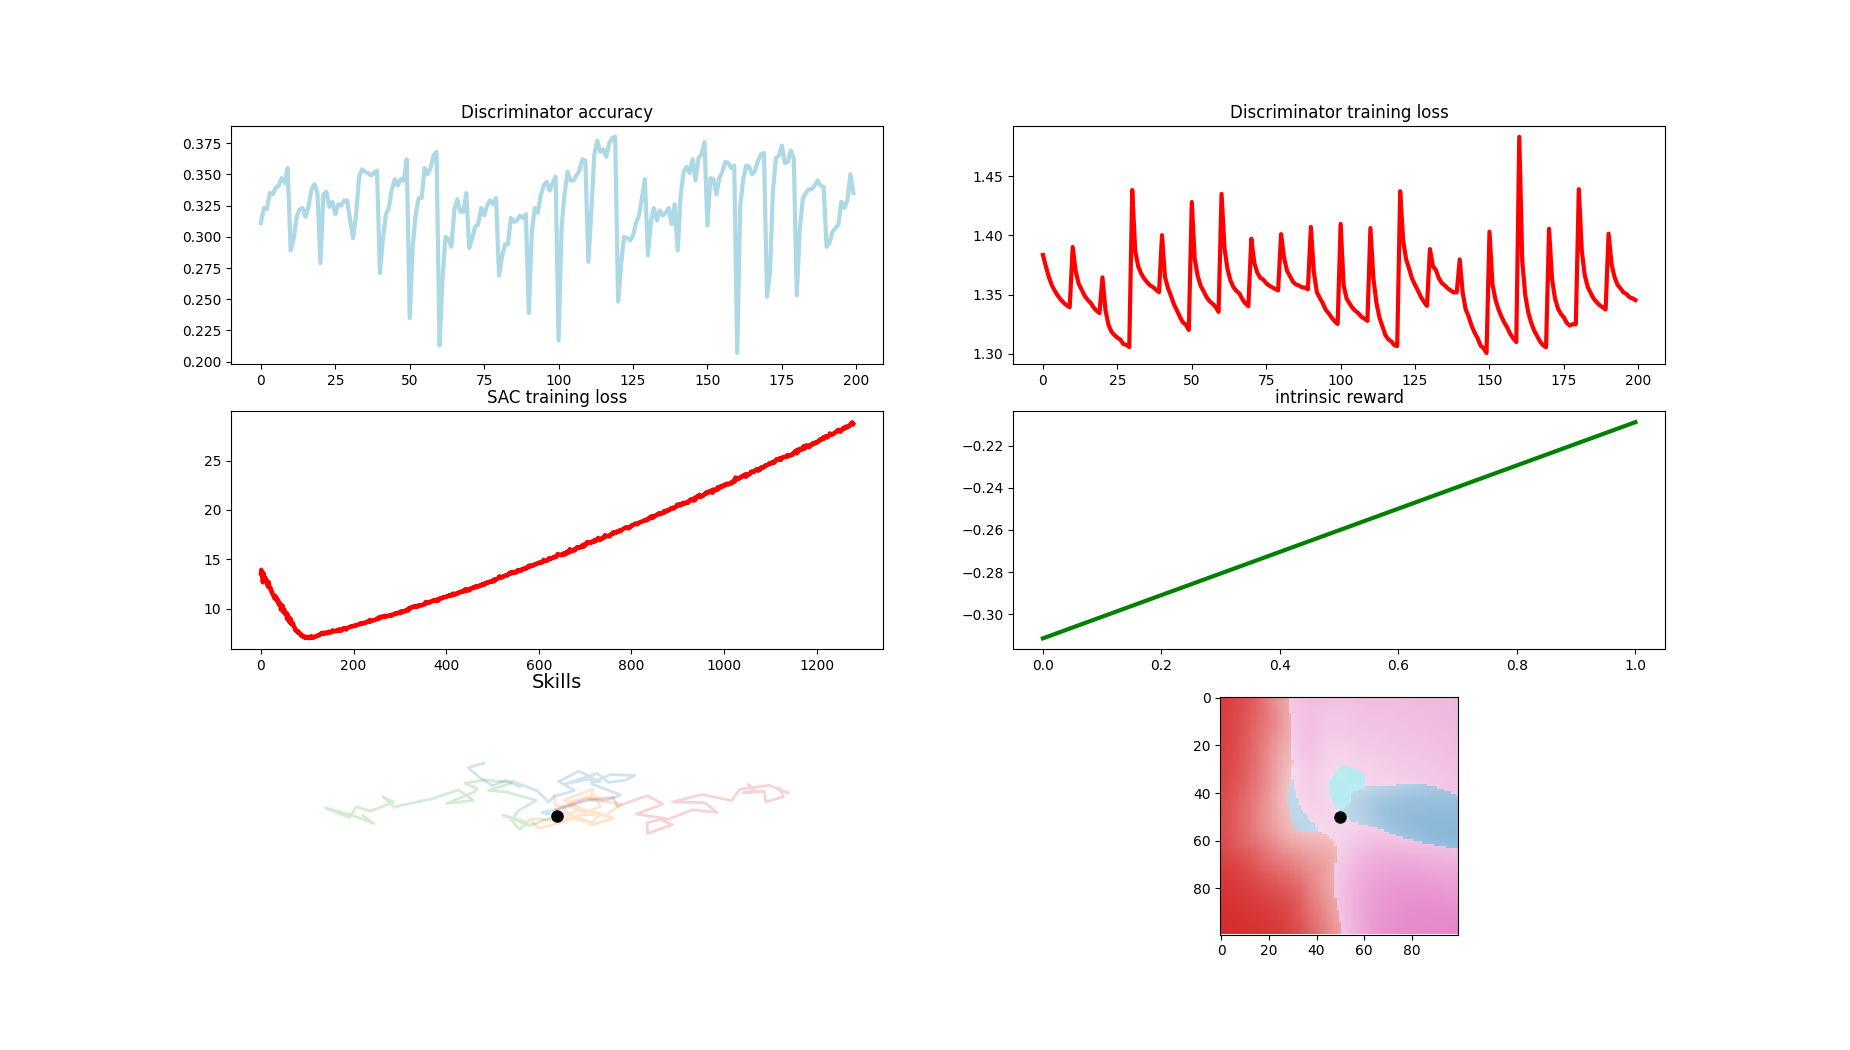 Discriminator accuracy
0.375
0.350
0.325
0.300
0.275
0.250
0.225
0.200
0 25 50 75 100 125 150 175 200
Discriminator training loss
1.45
1.40
1.35
1.30
0 25 50 75 100 125 150 175 200
SAC training loss
25
20
15
10
0 200 400 600 800 1000 1200
intrinsic reward
−0.22
−0.24
−0.26
−0.28
−0.30
0.0 0.2 0.4 0.6 0.8 1.0
Skills
0
20
40
60
80
0 20 40 60 80